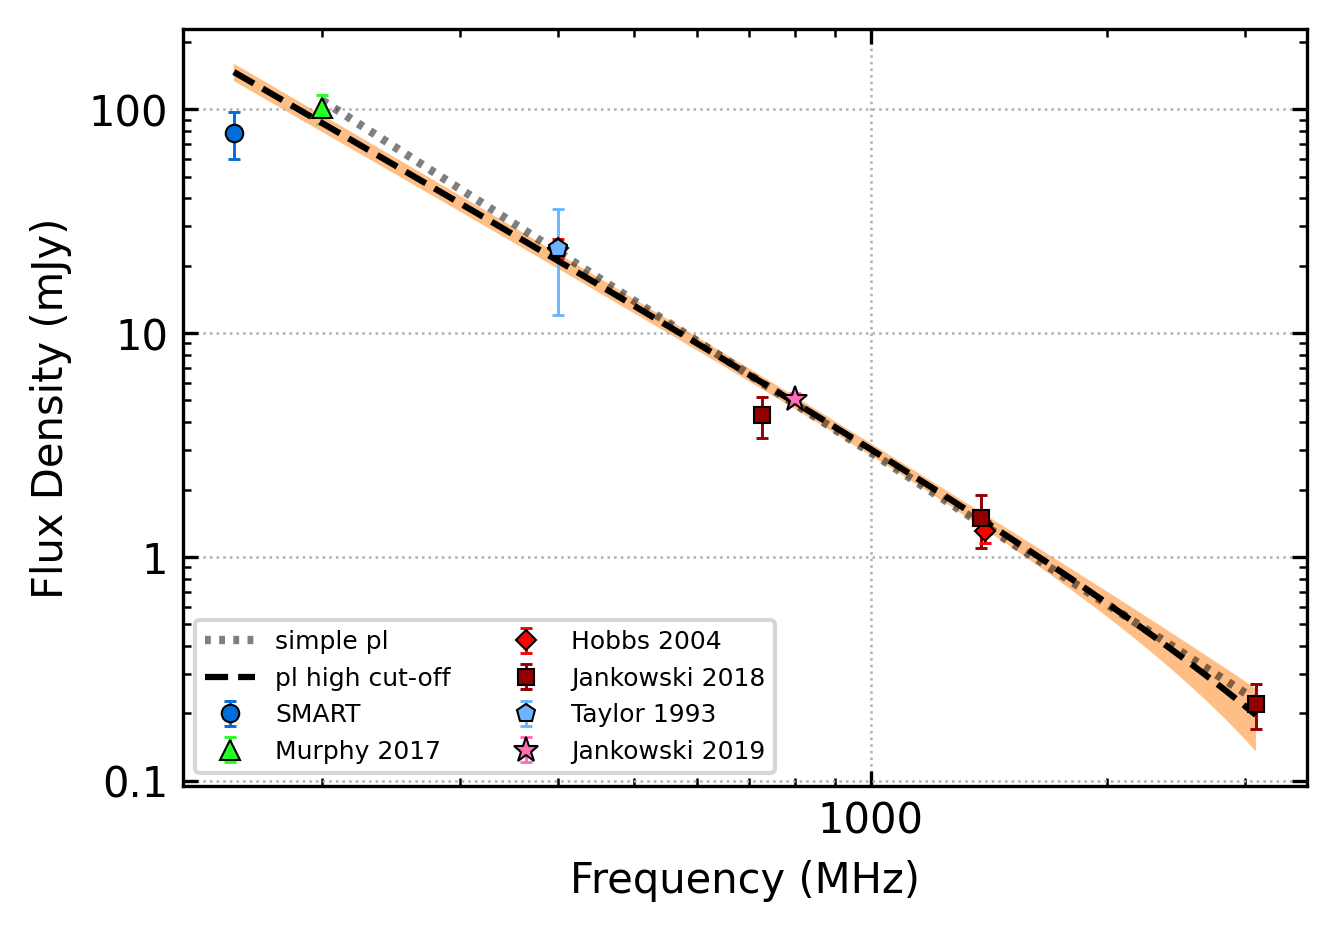 100
10
1
0.1
Flux Density (mJy)
simple pl
pl high cut-off
SMART
Murphy 2017
Hobbs 2004
Jankowski 2018
Taylor 1993
Jankowski 2019
1000
Frequency (MHz)